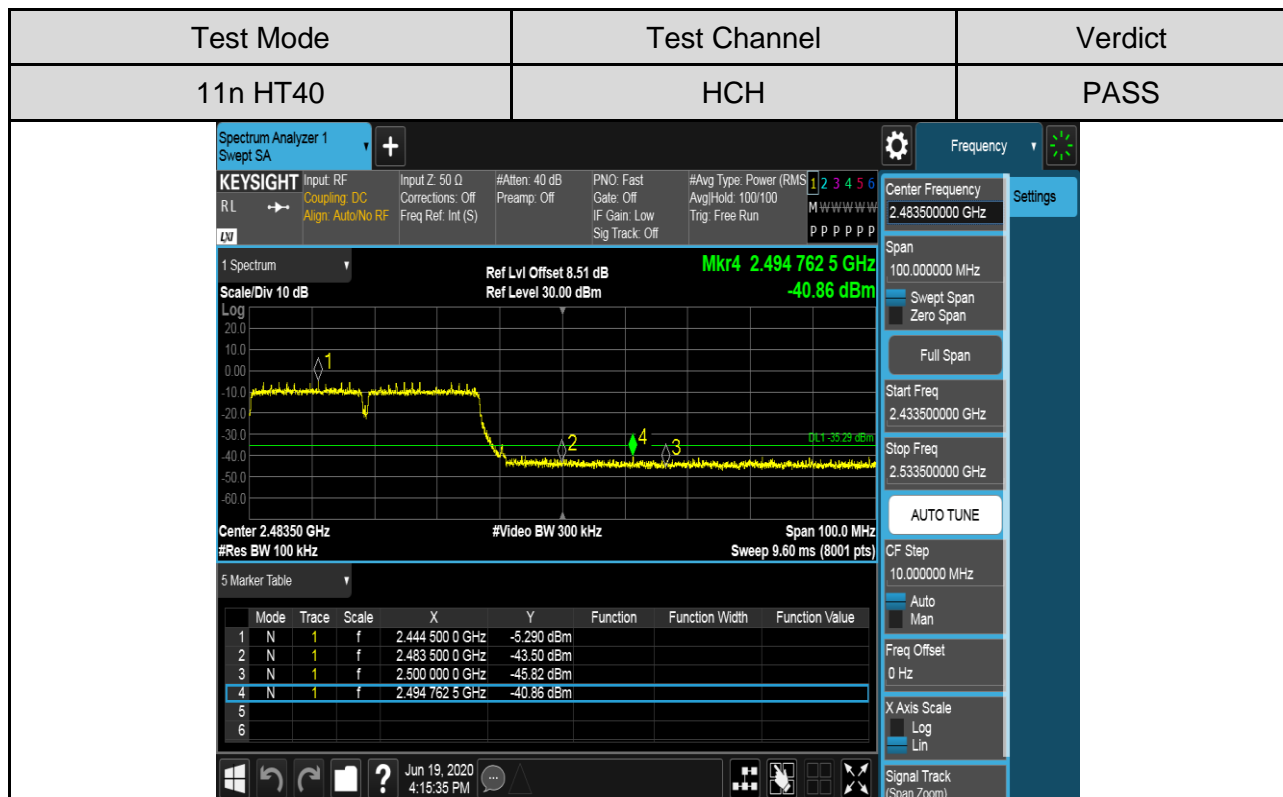 Test Mode Test Channel Verdict
11n HT40 HCH PASS
Spectrum Analyzer 1
Swept SA
+
Frequency
KEYSIGHT
RL
LXI
Input: RF
Coupling: DC
Align: Auto/No RF
Input Z: 50 Ω
Corrections: Off
Freq Ref: Int (S)
#Atten: 40 dB
Preamp: Off
PNO: Fast
Gate: Off
IF Gain: Low
Sig Track: Off
#Avg Type: Power (RMS
Avg|Hold: 100/100
Trig: Free Run
1 2 3 4 5 6
M W W W W W
P P P P P P
1 Spectrum
Scale/Div 10 dB
Ref Lvl Offset 8.51 dB
Ref Level 30.00 dBm
Mkr4 2.494 762 5 GHz
-40.86 dBm
Log
20.0
10.0
0.00
-10.0
-20.0
-30.0
-40.0
-50.0
-60.0
1
2
4
3
DL1 -35.29 dBm
Center 2.48350 GHz
#Res BW 100 kHz
#Video BW 300 kHz
Span 100.0 MHz
Sweep 9.60 ms (8001 pts)
5 Marker Table
Mode Trace Scale X Y Function Function Width Function Value
1 N 1 f 2.444 500 0 GHz -5.290 dBm
2 N 1 f 2.483 500 0 GHz -43.50 dBm
3 N 1 f 2.500 000 0 GHz -45.82 dBm
4 N 1 f 2.494 762 5 GHz -40.86 dBm
5
6
?
Jun 19, 2020
4:15:35 PM
Center Frequency
2.483500000 GHz
Settings
Span
100.000000 MHz
Swept Span
Zero Span
Full Span
Start Freq
2.433500000 GHz
Stop Freq
2.533500000 GHz
AUTO TUNE
CF Step
10.000000 MHz
Auto
Man
Freq Offset
0 Hz
X Axis Scale
Log
Lin
Signal Track
(Span Zoom)